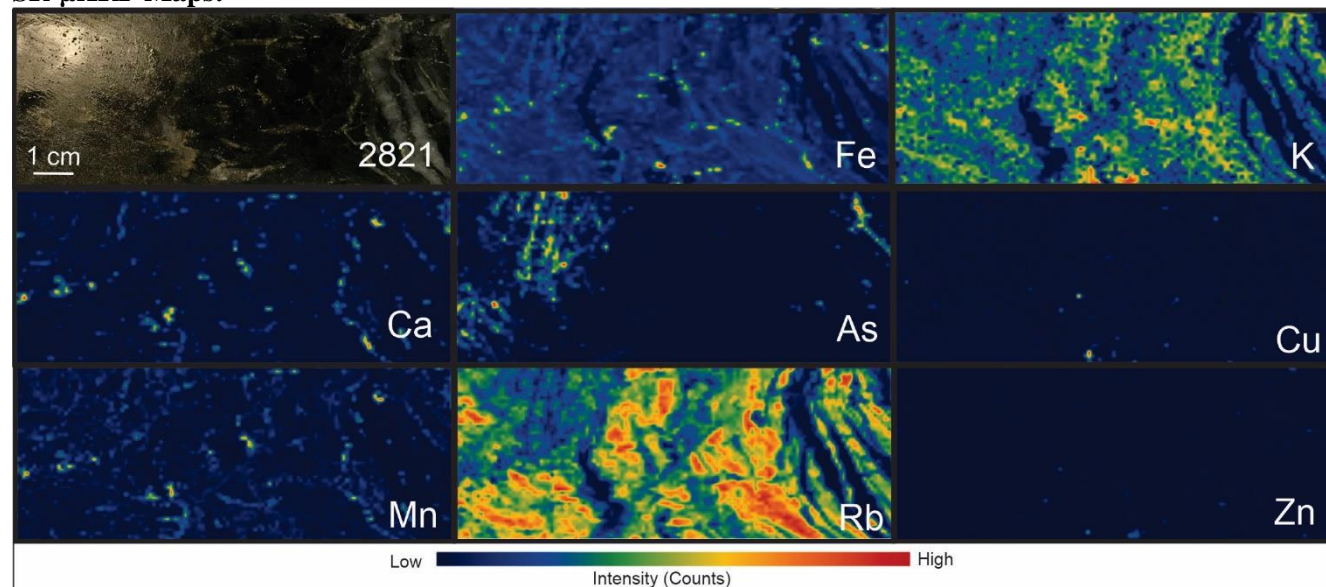 2821
1 cm
Fe
K
Ca
As
Cu
Mn
Rb
Zn
Low
High
Intensity (Counts)